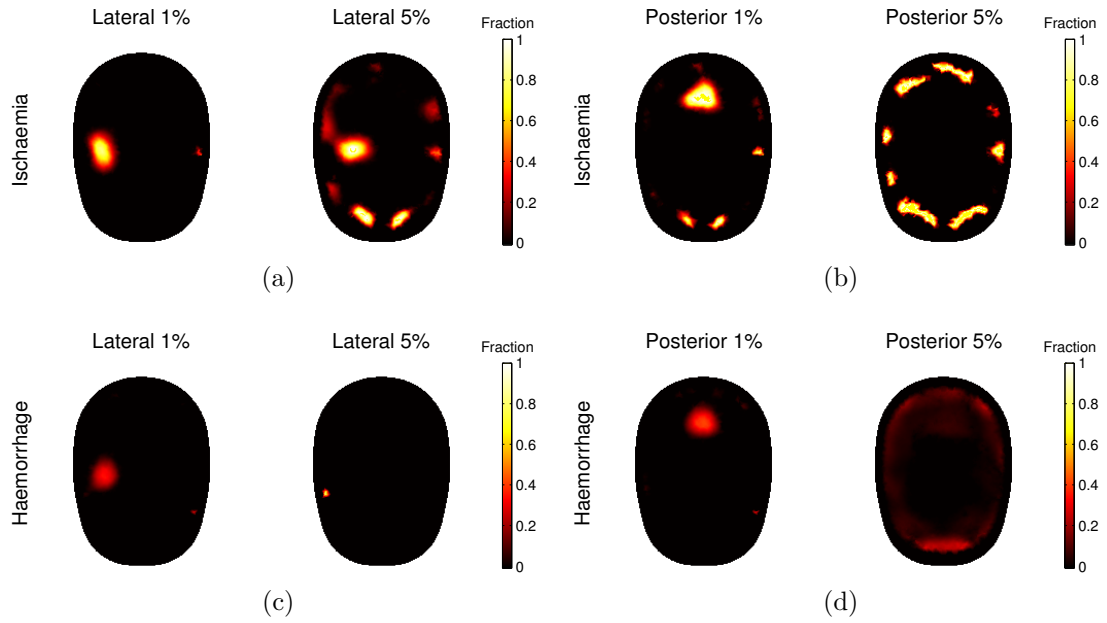 Lateral 1%
Lateral 5%
Fraction
Ischaemia
1
0.8
0.6
0.4
0.2
0
(a)
Posterior 1%
Posterior 5%
Fraction
Ischaemia
1
0.8
0.6
0.4
0.2
0
(b)
Lateral 1%
Lateral 5%
Fraction
Haemorrhage
1
0.8
0.6
0.4
0.2
0
(c)
Posterior 1%
Posterior 5%
Fraction
Haemorrhage
1
0.8
0.6
0.4
0.2
0
(d)